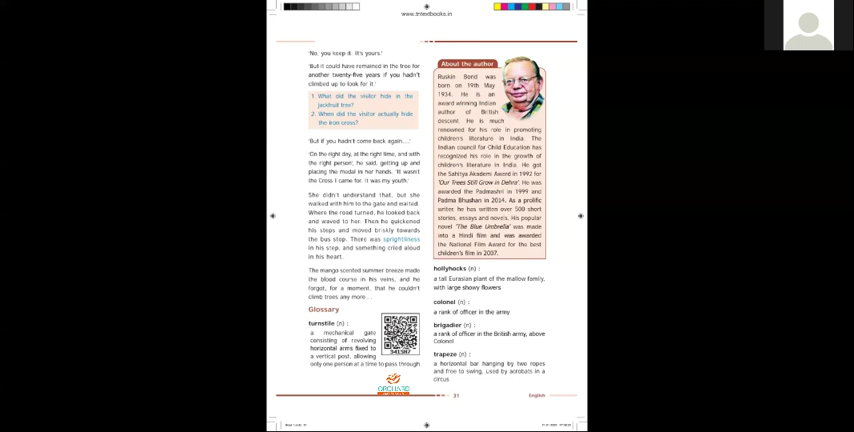 www.tntextbooks.in
'No, you keep it. It's yours.'
'But it could have remained in the tree for
another twenty-five years if you hadn't
climbed up to look for it.'
1. What did the visitor hide in the
jackfruit tree?
2. When did the visitor actually hide
the iron cross?
'But if you hadn't come back again...,'
'On the right day, at the right time, and with
the right person', he said, getting up and
placing the medal in her hands. 'It wasn't
the Cross I came for. It was my youth.'
She didn't understand that, but she
walked with him to the gate and waited.
Where the road turned, he looked back
and waved to her. Then he quickened
his steps and moved briskly towards
the bus stop. There was sprightliness
in his step, and something cried aloud
in his heart.
The mango scented summer breeze made
the blood course in his veins, and he
forgot, for a moment, that he couldn't
climb trees any more ...
Glossary
turnstile (n) :
a mechanical gate
consisting of revolving
horizontal arms fixed to
a vertical post, allowing
only one person at a time to pass through
341587
About the author
Ruskin Bond was
born on 19th May
1934. He is an
award winning Indian
author of British
descent. He is much
renowned for his role in promoting
children's literature in India. The
Indian council for Child Education has
recognized his role in the growth of
children's literature in India. He got
the Sahitya Akademi Award in 1992 for
'Our Trees Still Grow in Dehra'. He was
awarded the Padmashri in 1999 and
Padma Bhushan in 2014. As a prolific
writer, he has written over 500 short
stories, essays and novels. His popular
novel 'The Blue Umbrella' was made
into a Hindi film and was awarded
the National Film Award for the best
children's film in 2007.
hollyhocks (n) :
a tall Eurasian plant of the mallow family,
with large showy flowers
colonel (n) :
a rank of officer in the army
brigadier (n) :
a rank of officer in the British army, above
Colonel
trapeze (n) :
a horizontal bar hanging by two ropes
and free to swing, used by acrobats in a
circus
ORCHARD
31
English